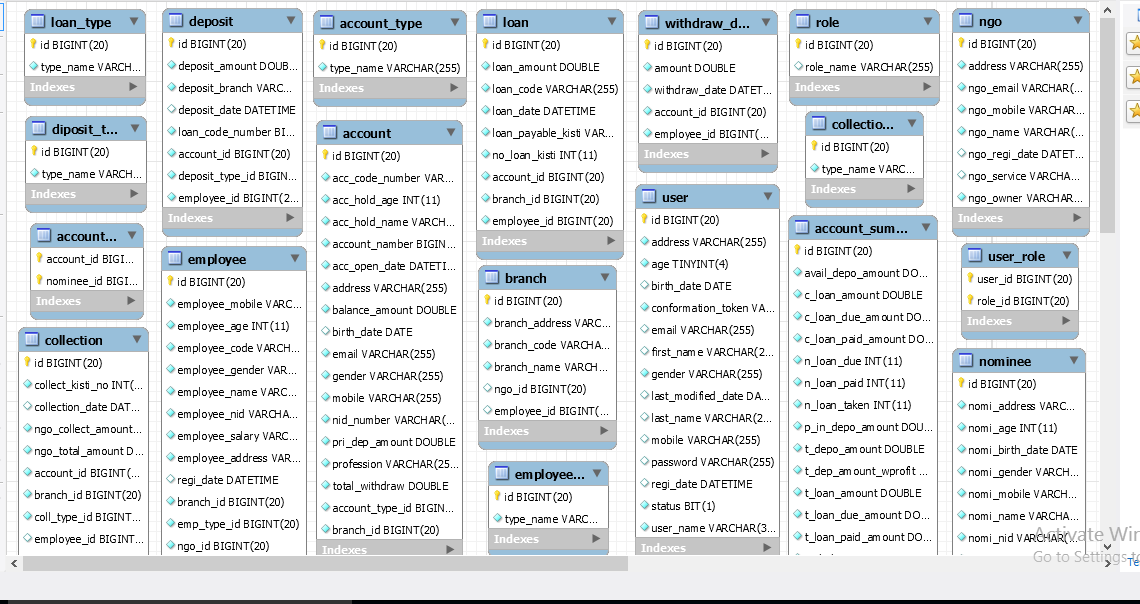 loan_type
id BIGINT(20)
type_name VARCH...
Indexes
diposit_t...
id BIGINT(20)
type_name VARCH...
Indexes
account...
account_id BIGI...
nominee_id BIGI...
Indexes
collection
id BIGINT(20)
collect_kisti_no INT(...
collection_date DAT...
ngo_collect_amount...
ngo_total_amount D...
account_id BIGINT(...
branch_id BIGINT(20)
coll_type_id BIGINT...
employee_id BIGINT...
deposit
id BIGINT(20)
deposit_amount DOUB...
deposit_branch VARC...
deposit_date DATETIME
loan_code_number BI...
account_id BIGINT(20)
deposit_type_id BIGIN...
employee_id BIGINT(2...
Indexes
employee
id BIGINT(20)
employee_mobile VARC...
employee_age INT(11)
employee_code VARCH...
employee_gender VAR...
employee_name VARC...
employee_nid VARCHA...
employee_salary VARC...
employee_address VAR...
regi_date DATETIME
branch_id BIGINT(20)
emp_type_id BIGINT(20)
ngo_id BIGINT(20)
account_type
id BIGINT(20)
type_name VARCHAR(255)
Indexes
account
id BIGINT(20)
acc_code_number VAR...
acc_hold_age INT(11)
acc_hold_name VARCH...
account_number BIGIN...
acc_open_date DATETI...
address VARCHAR(255)
balance_amount DOUBLE
birth_date DATE
email VARCHAR(255)
gender VARCHAR(255)
mobile VARCHAR(255)
nid_number VARCHAR(...
pri_dep_amount DOUBLE
profession VARCHAR(25...
total_withdraw DOUBLE
account_type_id BIGIN...
branch_id BIGINT(20)
Indexes
loan
id BIGINT(20)
loan_amount DOUBLE
loan_code VARCHAR(255)
loan_date DATETIME
loan_payable_kisti VAR...
no_loan_kisti INT(11)
account_id BIGINT(20)
branch_id BIGINT(20)
employee_id BIGINT(20)
Indexes
branch
id BIGINT(20)
branch_address VARC...
branch_code VARCHA...
branch_name VARCH...
ngo_id BIGINT(20)
employee_id BIGINT(...
Indexes
employee...
id BIGINT(20)
type_name VARC...
Indexes
withdraw_d...
id BIGINT(20)
amount DOUBLE
withdraw_date DATET...
account_id BIGINT(20)
employee_id BIGINT(...
Indexes
user
id BIGINT(20)
address VARCHAR(255)
age TINYINT(4)
birth_date DATE
conformation_token VA...
email VARCHAR(255)
first_name VARCHAR(2...
gender VARCHAR(255)
last_modified_date DA...
last_name VARCHAR(2...
mobile VARCHAR(255)
password VARCHAR(255)
regi_date DATETIME
status BIT(1)
user_name VARCHAR(3...
Indexes
role
id BIGINT(20)
role_name VARCHAR(255)
Indexes
collectio...
id BIGINT(20)
type_name VARC...
Indexes
account_sum...
id BIGINT(20)
avail_depo_amount DO...
c_loan_amount DOUBLE
c_loan_due_amount DO...
c_loan_paid_amount DO...
n_loan_due INT(11)
n_loan_paid INT(11)
n_loan_taken INT(11)
p_in_depo_amount DOU...
t_depo_amount DOUBLE
t_dep_amount_wprofit ...
t_loan_amount DOUBLE
t_loan_due_amount DO...
t_loan_paid_amount DO...
ngo
id BIGINT(20)
address VARCHAR(255)
ngo_email VARCHAR(...
ngo_mobile VARCHAR...
ngo_name VARCHAR(...
ngo_regi_date DATET...
ngo_service VARCHA...
ngo_owner VARCHAR...
Indexes
user_role
user_id BIGINT(20)
role_id BIGINT(20)
Indexes
nominee
id BIGINT(20)
nomi_address VARC...
nomi_age INT(11)
nomi_birth_date DATE
nomi_gender VARCH...
nomi_mobile VARCH...
nomi_name VARCHA...
nomi_nid VARCHAR(...
Activate Wi
Go to Settings to
Te